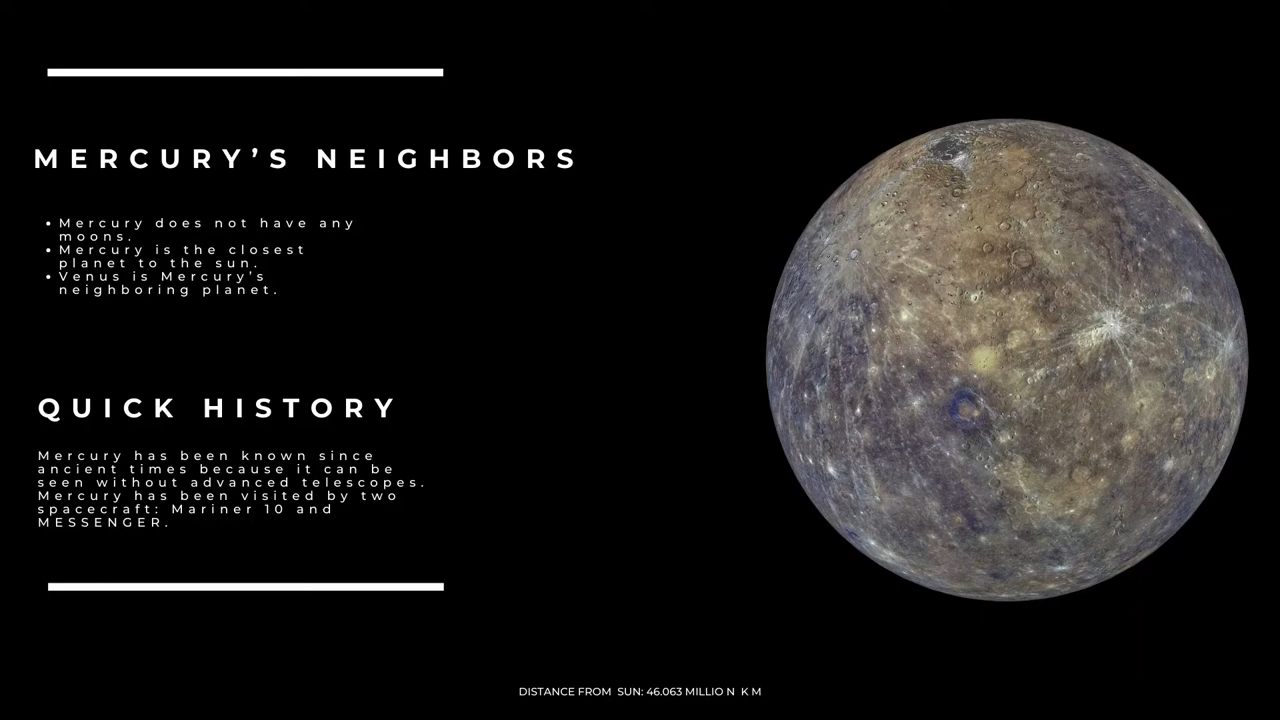 MERCURY’S NEIGHBORS
• Mercury does not have any
moons.
• Mercury is the closest
planet to the sun.
• Venus is Mercury’s
neighboring planet.
QUICK HISTORY
Mercury has been known since
ancient times because it can be
seen without advanced telescopes.
Mercury has been visited by two
spacecraft: Mariner 10 and
MESSENGER.
DISTANCE FROM SUN: 46.063 MILLIO N K M